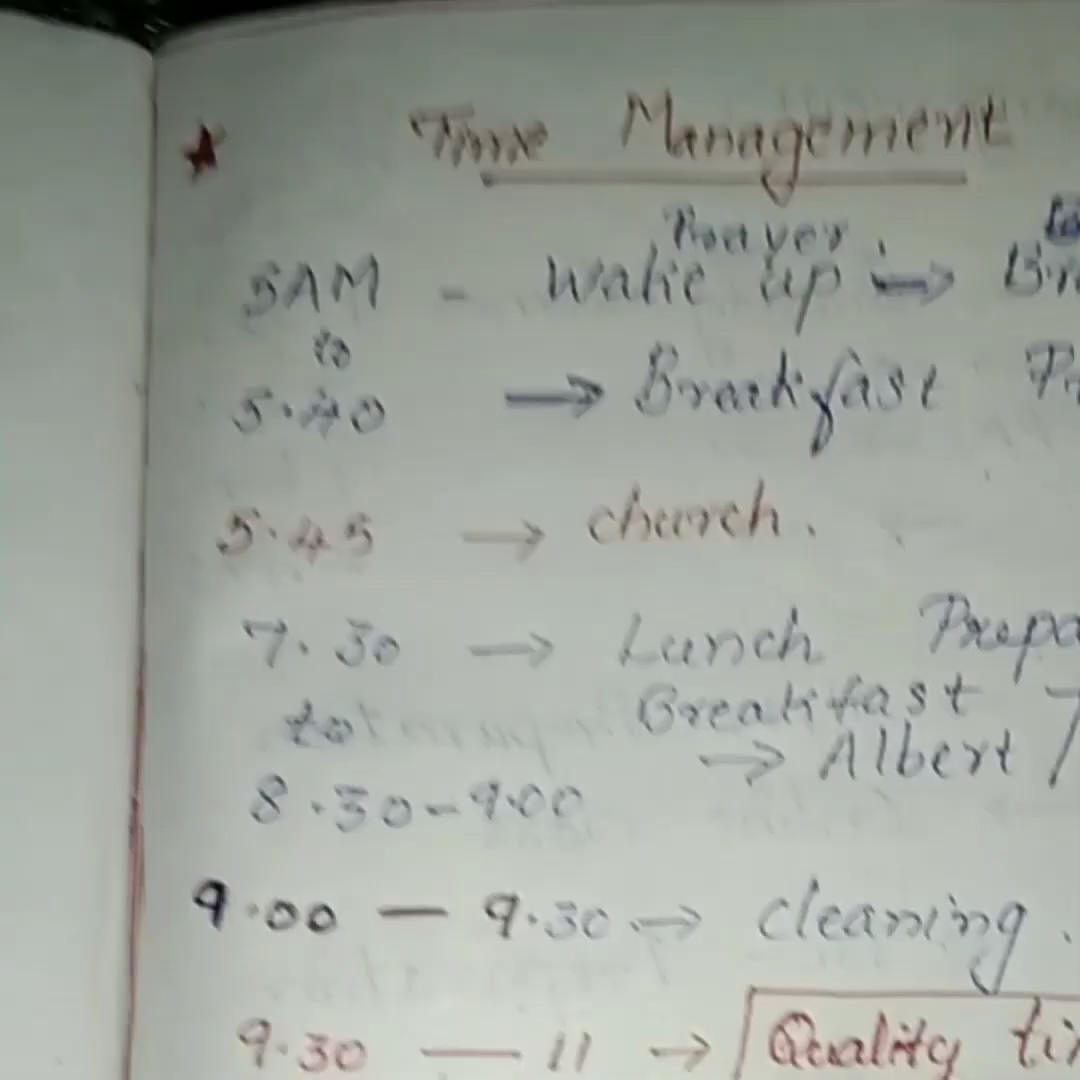 ★ Time Management
Prayer
5AM - Wake up →
to
5.40 → Breakfast
5.45 → church.
7.30 → Lunch
to Breakfast
→ Albert
8.30-9.00
9.00 — 9.30 → cleaning.
9.30 — 11 → Quality